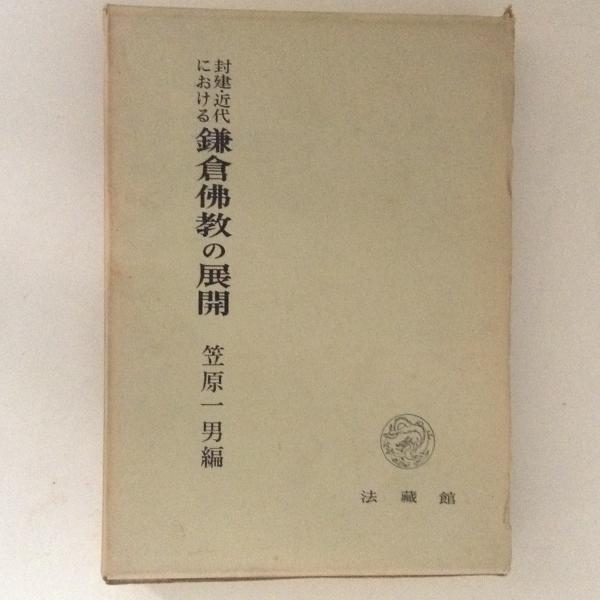 封建・近代
における
鎌倉佛教の展開
笠原一男編
法藏館